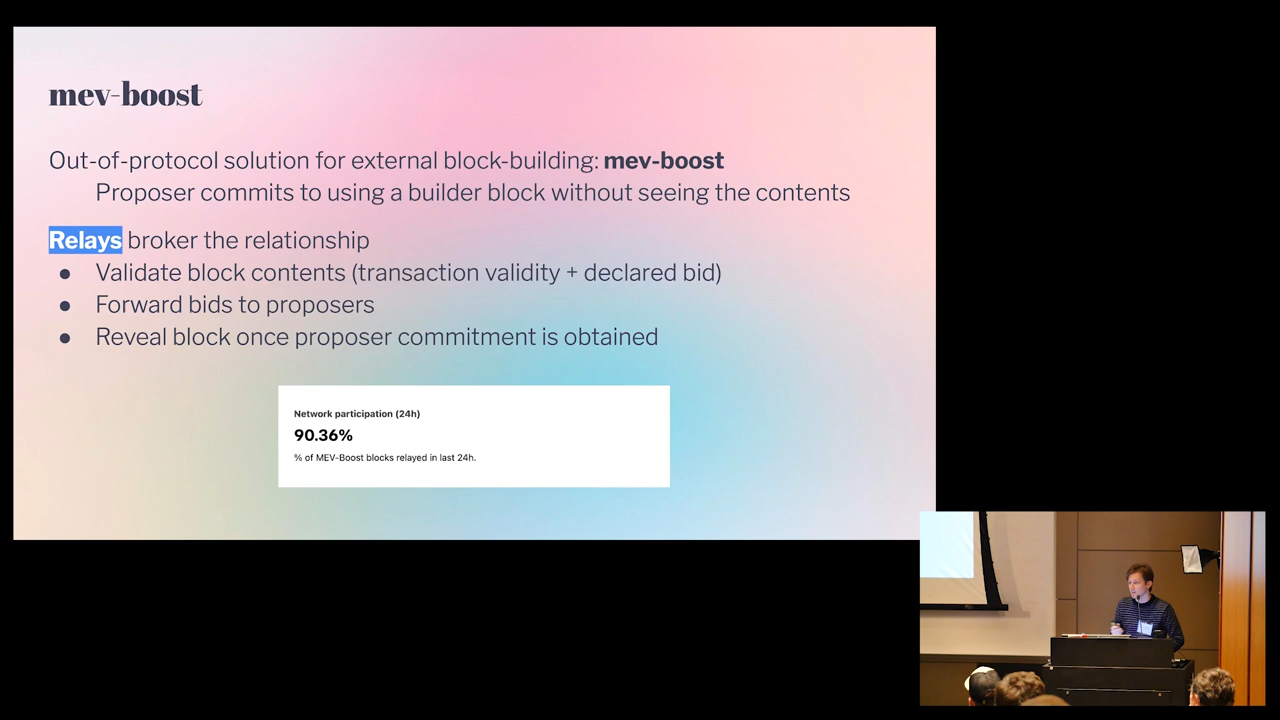 mev-boost
Out-of-protocol solution for external block-building: mev-boost
Proposer commits to using a builder block without seeing the contents
Relays broker the relationship
● Validate block contents (transaction validity + declared bid)
● Forward bids to proposers
● Reveal block once proposer commitment is obtained
Network participation (24h)
90.36%
% of MEV-Boost blocks relayed in last 24h.